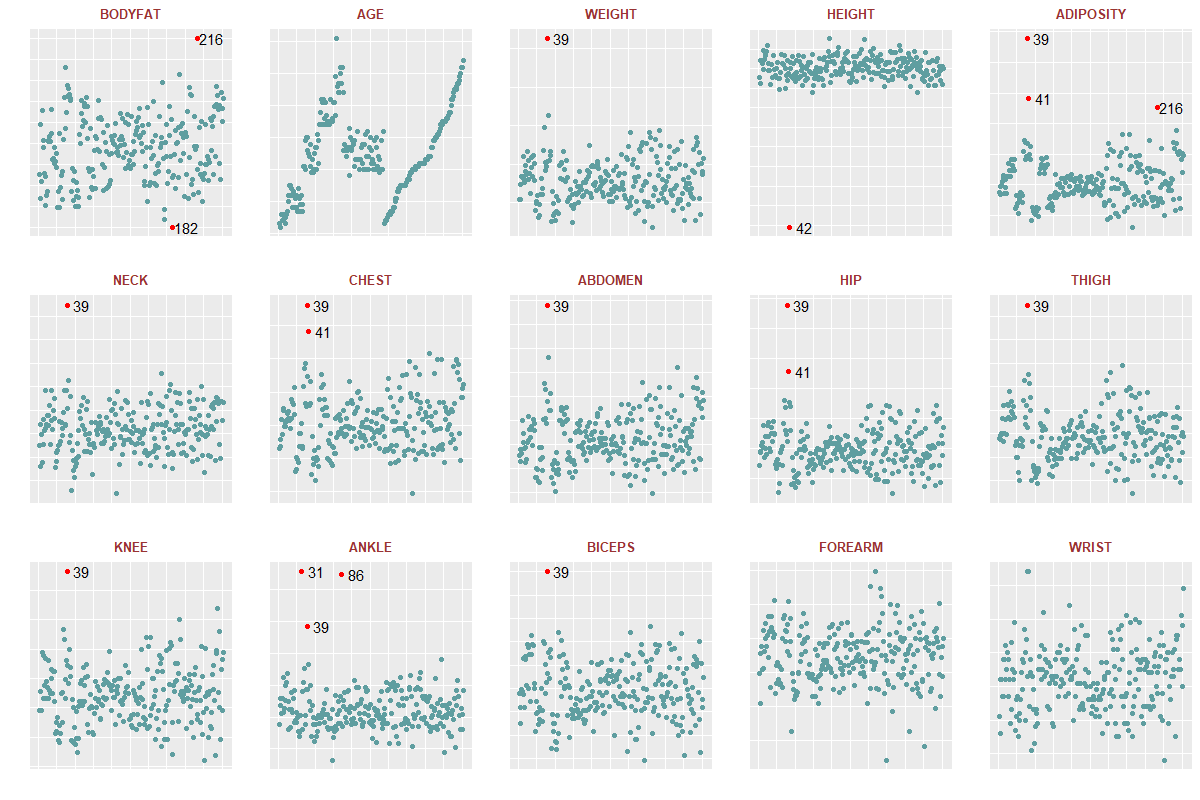 BODYFAT AGE WEIGHT HEIGHT ADIPOSITY
216 39 39
41
216
182 42
NECK CHEST ABDOMEN HIP THIGH
39 39 39 39 39
41
41
KNEE ANKLE BICEPS FOREARM WRIST
39 31 86 39
39